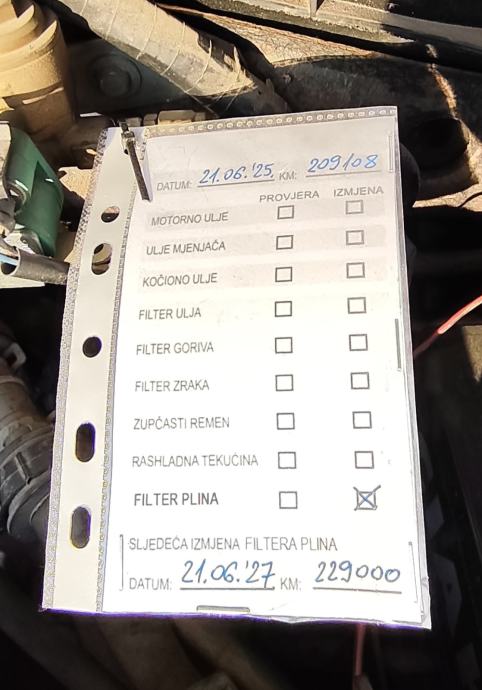 DATUM: 21.06.'25. KM: 209108
PROVJERA IZMJENA
MOTORNO ULJE
ULJE MJENJAČA
KOČIONO ULJE
FILTER ULJA
FILTER GORIVA
FILTER ZRAKA
ZUPČASTI REMEN
RASHLADNA TEKUĆINA
FILTER PLINA
SLJEDEĆA IZMJENA FILTERA PLINA
DATUM: 21.06.'27. KM: 229000